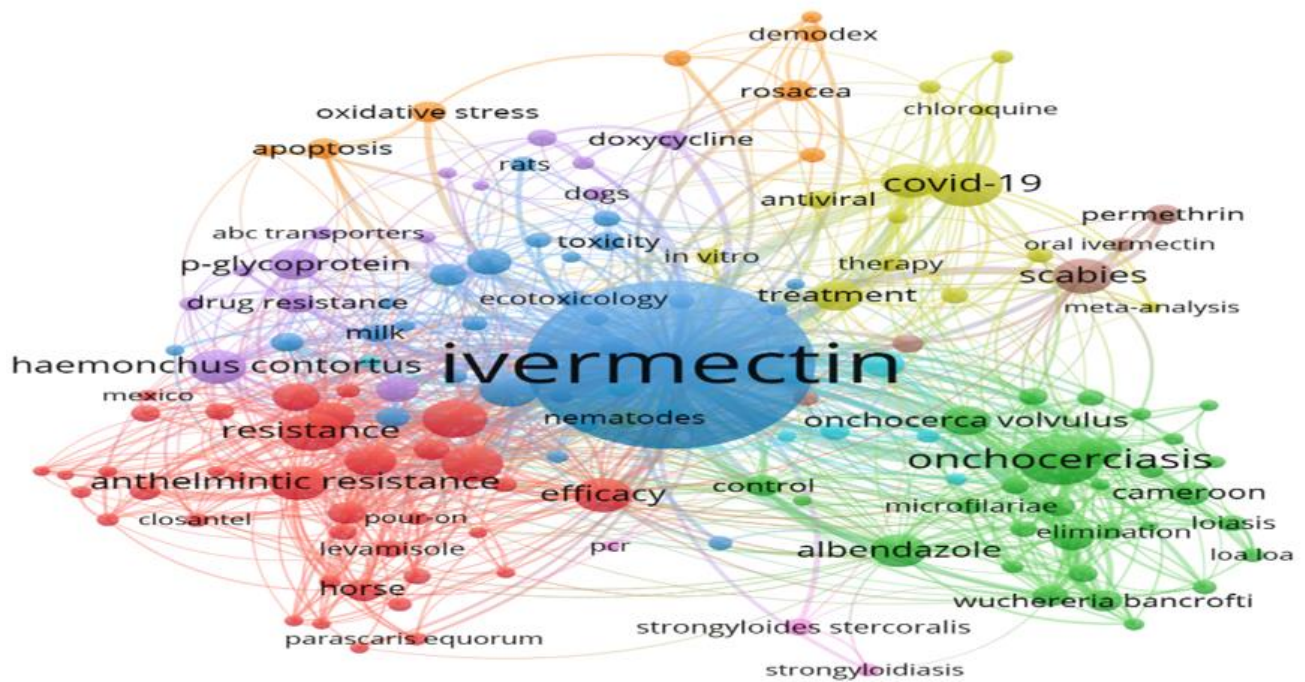 demodex
rosacea
chloroquine
oxidative stress
doxycycline
apoptosis
rats
covid-19
dogs
antiviral
permethrin
abc transporters
toxicity
oral ivermectin
in vitro
p-glycoprotein
therapy
scabies
drug resistance
ecotoxicology
treatment
meta-analysis
milk
ivermectin
haemonchus contortus
mexico
nematodes
onchocerca volvulus
resistance
onchocerciasis
anthelmintic resistance
efficacy
control
cameroon
microfilariae
closantel
pour-on
elimination
loiasis
levamisole
pcr
albendazole
loa loa
horse
wuchereria bancrofti
parascaris equorum
strongyloides stercoralis
strongyloidiasis